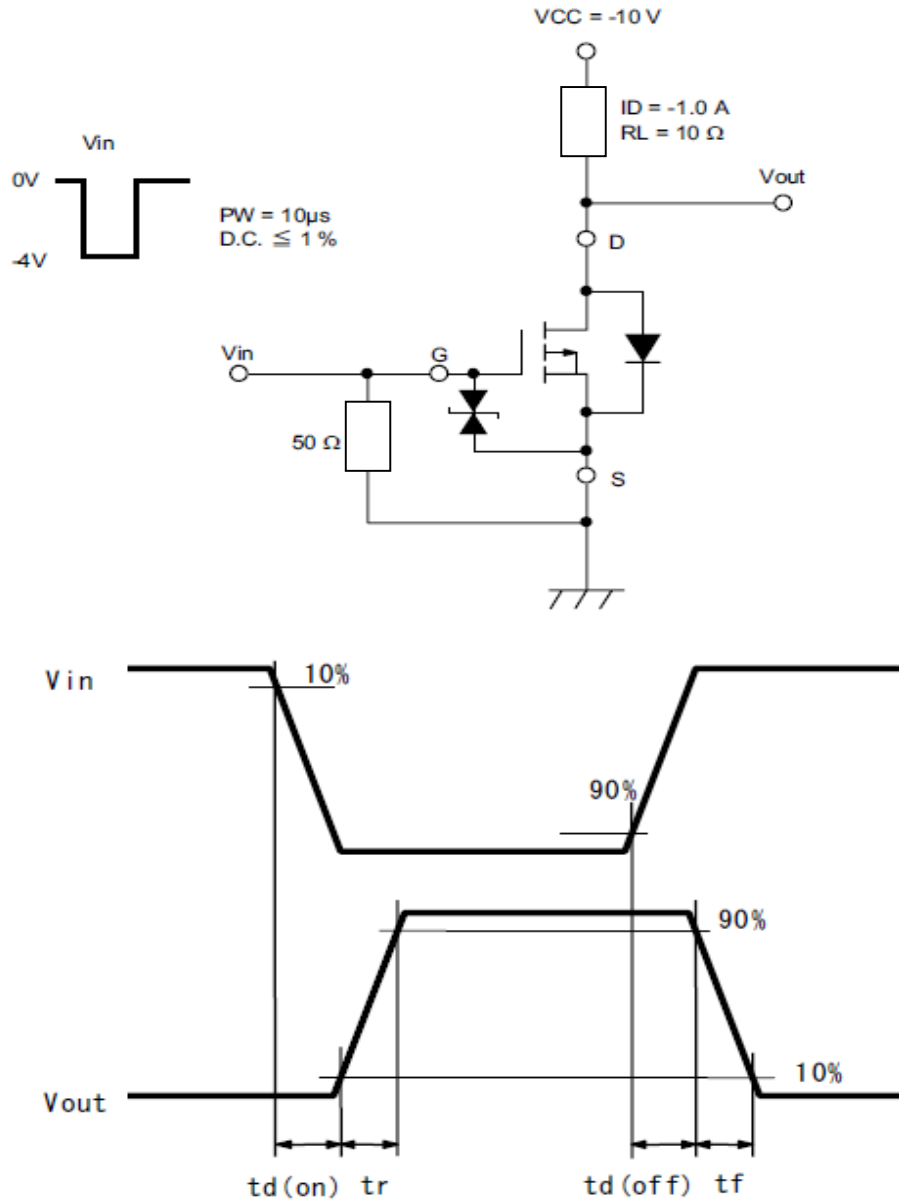 VCC = -10 V
ID = -1.0 A
RL = 10 Ω
Vin
0V
-4V
PW = 10µs
D.C. ≦ 1 %
Vout
D
Vin
G
50 Ω
S
Vin
10%
90%
90%
10%
Vout
td(on) tr td(off) tf